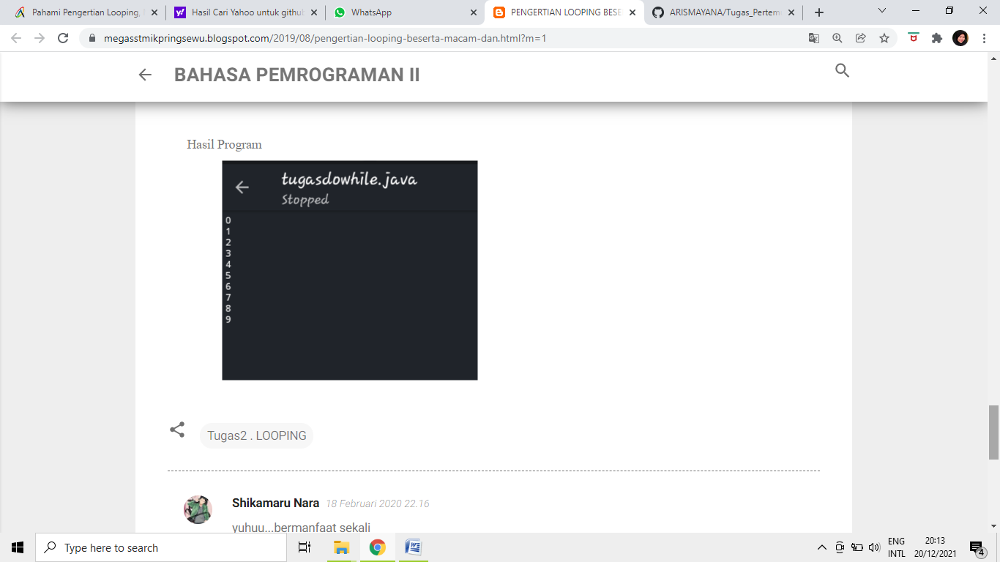 Pahami Pengertian Looping,
Hasil Cari Yahoo untuk github
WhatsApp
PENGERTIAN LOOPING BESE
ARISMAYANA/Tugas_Pertem
megasstmikpringsewu.blogspot.com/2019/08/pengertian-looping-beserta-macam-dan.html?m=1
BAHASA PEMROGRAMAN II
Hasil Program
tugasdowhile.java
Stopped
0
1
2
3
4
5
6
7
8
9
Tugas2 . LOOPING
Shikamaru Nara 18 Februari 2020 22.16
yuhuu...bermanfaat sekali
Type here to search
ENG
INTL
20:13
20/12/2021
4